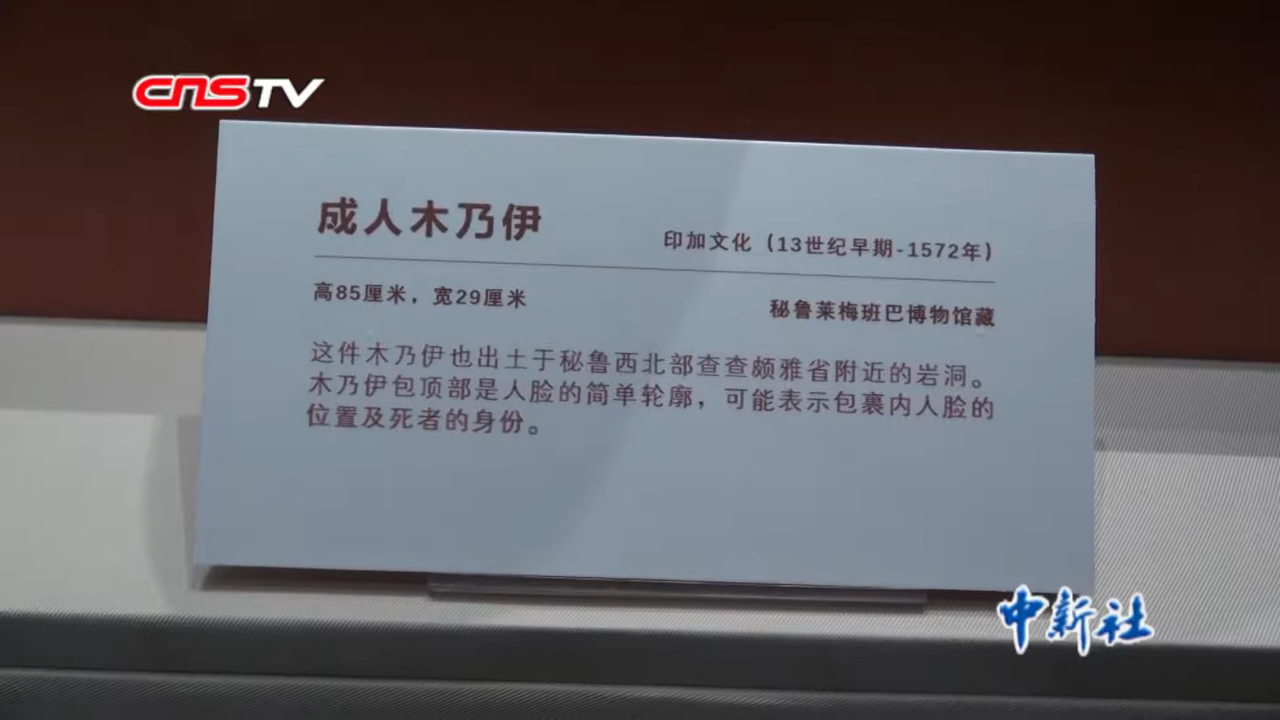 CNSTV
成人木乃伊
印加文化（13世纪早期-1572年）
高85厘米，宽29厘米
秘鲁莱梅班巴博物馆藏
这件木乃伊也出土于秘鲁西北部查查颇雅省附近的岩洞。
木乃伊包顶部是人脸的简单轮廓，可能表示包裹内人脸的
位置及死者的身份。
中新社